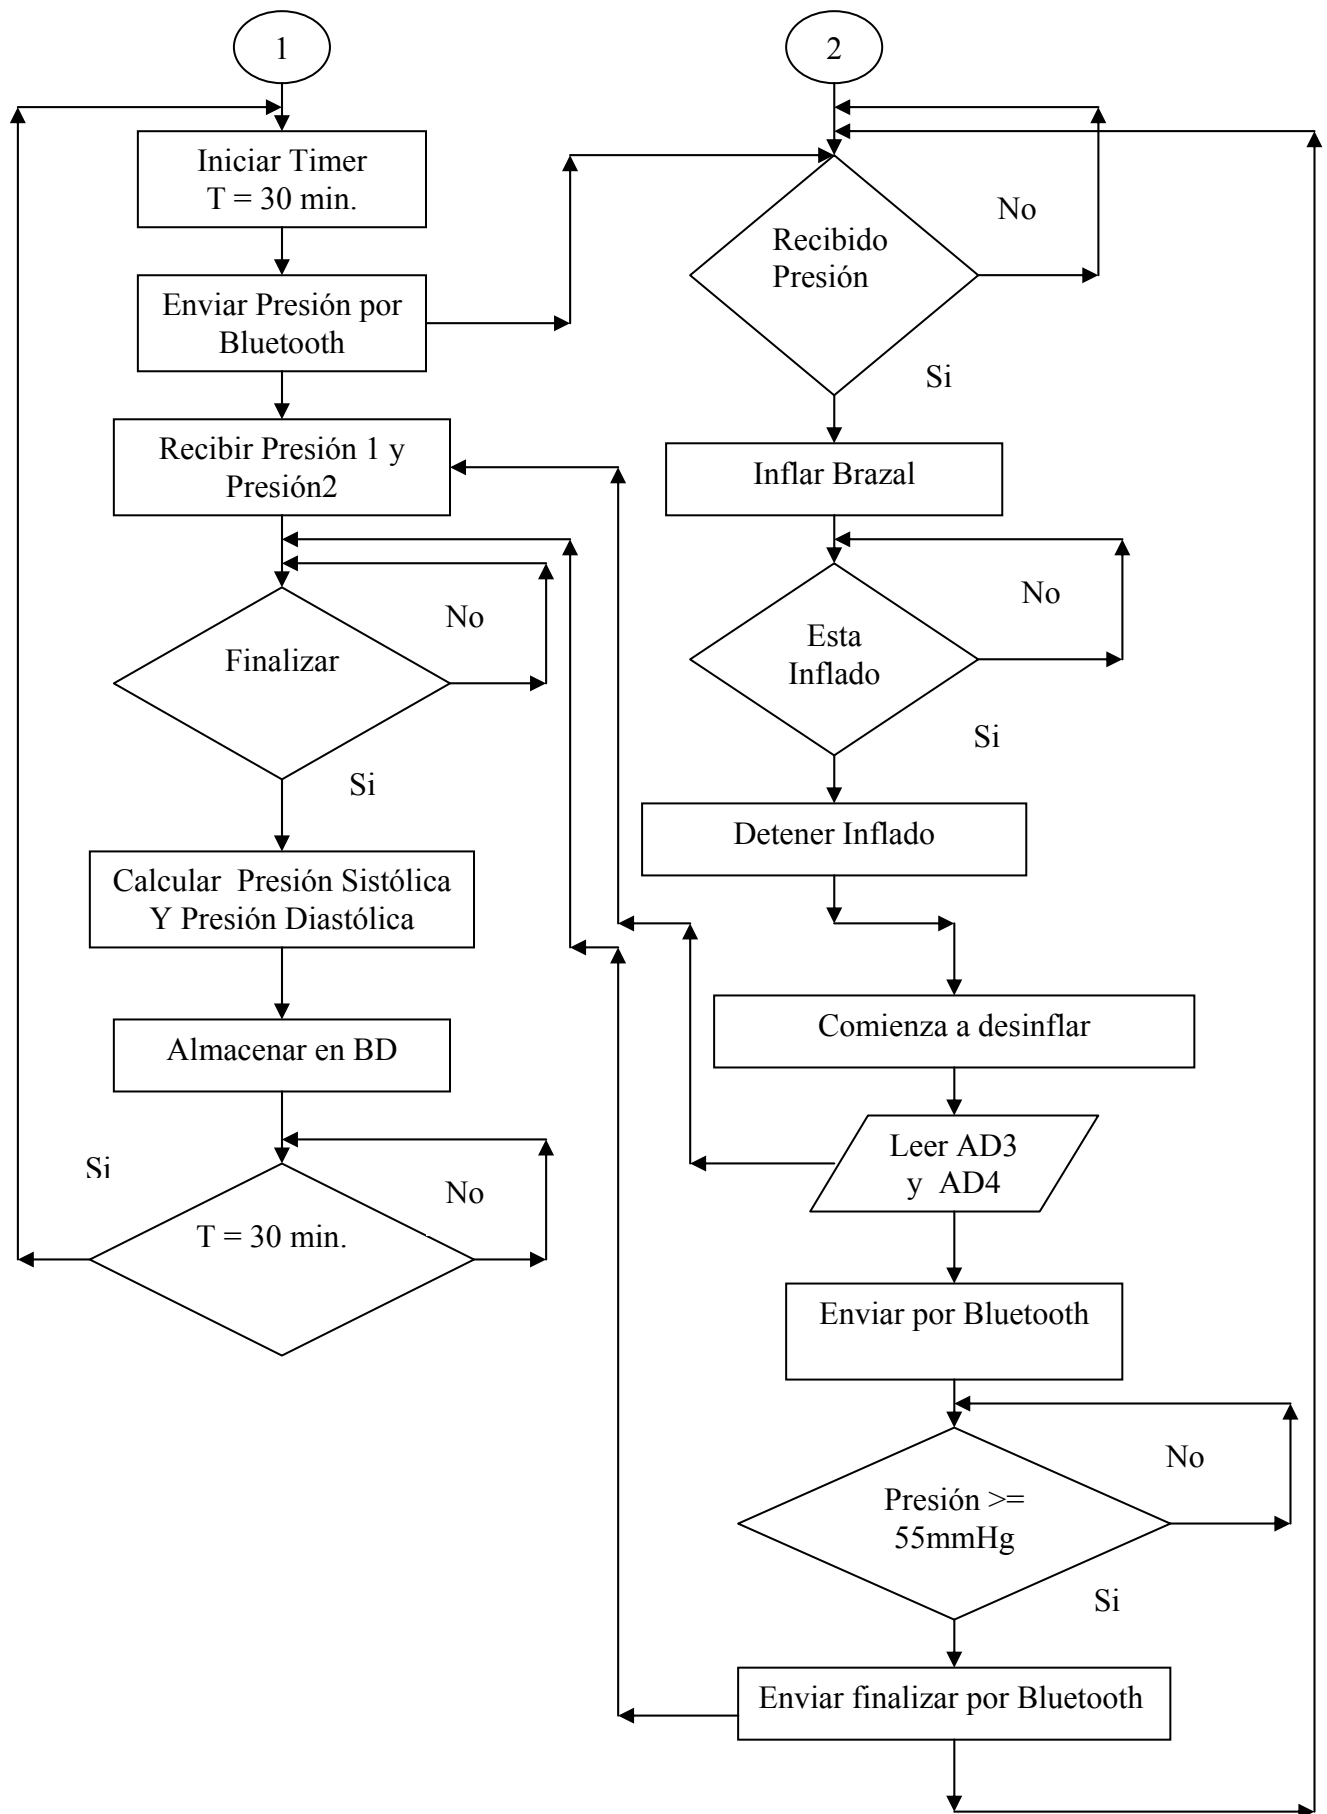 1
Iniciar Timer
T = 30 min.
Enviar Presión por
Bluetooth
Recibir Presión 1 y
Presión2
No
Finalizar
Si
Calcular  Presión Sistólica
Y Presión Diastólica
Almacenar en BD
Si
No
T = 30 min.
2
No
Recibido
Presión
Si
Inflar Brazal
No
Esta
Inflado
Si
Detener Inflado
Comienza a desinflar
Leer AD3
y  AD4
Enviar por Bluetooth
No
Presión >=
55mmHg
Si
Enviar finalizar por Bluetooth